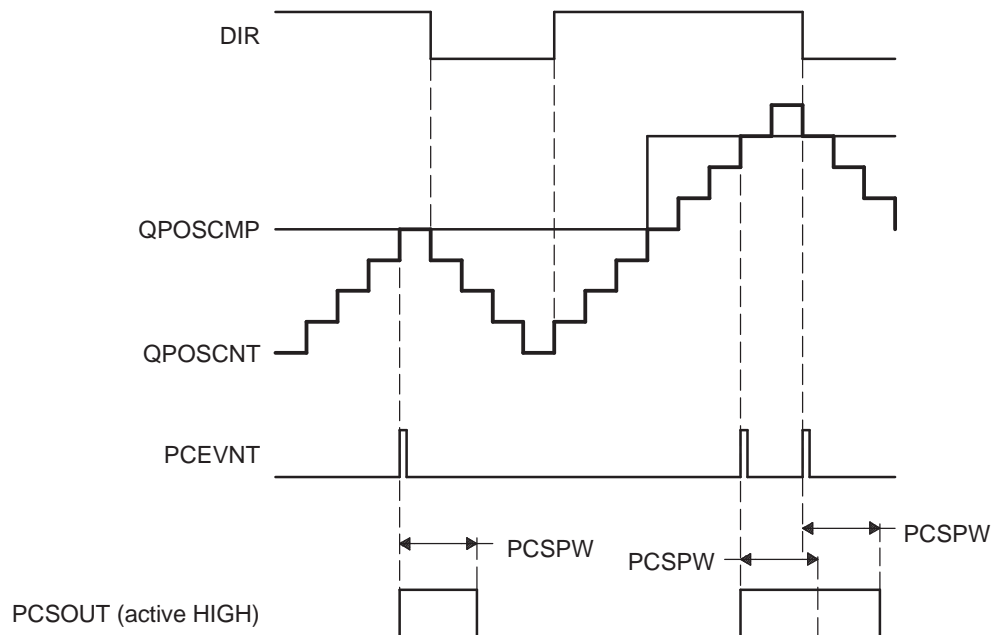 DIR
QPOSCMP
QPOSCNT
PCEVNT
PCSPW
PCSPW
PCSPW
PCSOUT (active HIGH)